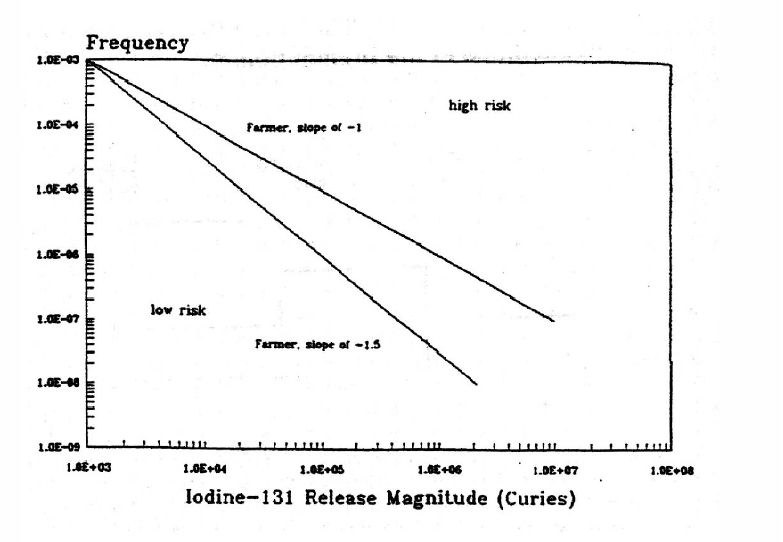 Frequency
1.0E-03
high risk
Farmer, slope of -1
1.0E-04
1.0E-05
1.0E-06
low risk
1.0E-07
Farmer, slope of -1.5
1.0E-08
1.0E-09
1.0E+03 1.0E+04 1.0E+05 1.0E+06 1.0E+07 1.0E+08
Iodine-131 Release Magnitude (Curies)